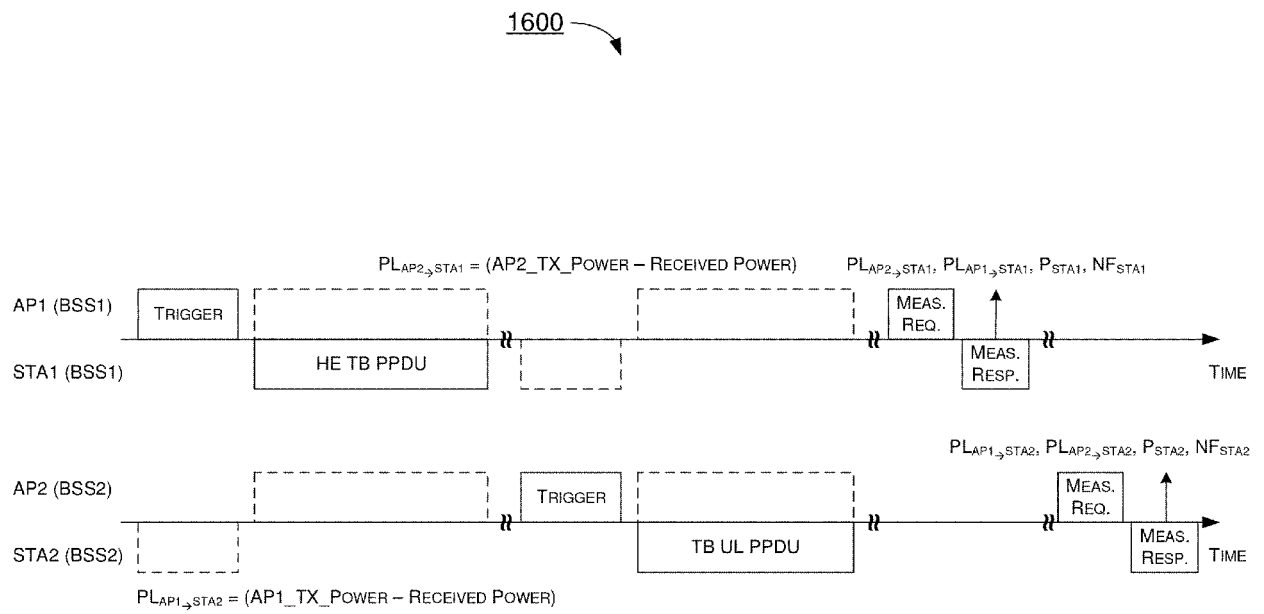 1600
PLAP2→STA1 = (AP2_TX_POWER – RECEIVED POWER)
PLAP2→STA1, PLAP1→STA1, PSTA1, NFSTA1
AP1 (BSS1)
TRIGGER
MEAS.
REQ.
STA1 (BSS1)
HE TB PPDU
MEAS.
RESP.
TIME
PLAP1→STA2, PLAP2→STA2, PSTA2, NFSTA2
AP2 (BSS2)
TRIGGER
MEAS.
REQ.
STA2 (BSS2)
TB UL PPDU
MEAS.
RESP.
TIME
PLAP1→STA2 = (AP1_TX_POWER – RECEIVED POWER)